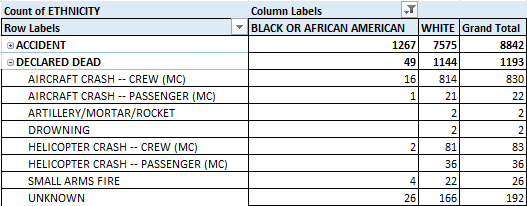 Count of ETHNICITY Column Labels
Row Labels BLACK OR AFRICAN AMERICAN WHITE Grand Total
ACCIDENT 1267 7575 8842
DECLARED DEAD 49 1144 1193
AIRCRAFT CRASH -- CREW (MC) 16 814 830
AIRCRAFT CRASH -- PASSENGER (MC) 1 21 22
ARTILLERY/MORTAR/ROCKET 2 2
DROWNING 2 2
HELICOPTER CRASH -- CREW (MC) 2 81 83
HELICOPTER CRASH -- PASSENGER (MC) 36 36
SMALL ARMS FIRE 4 22 26
UNKNOWN 26 166 192